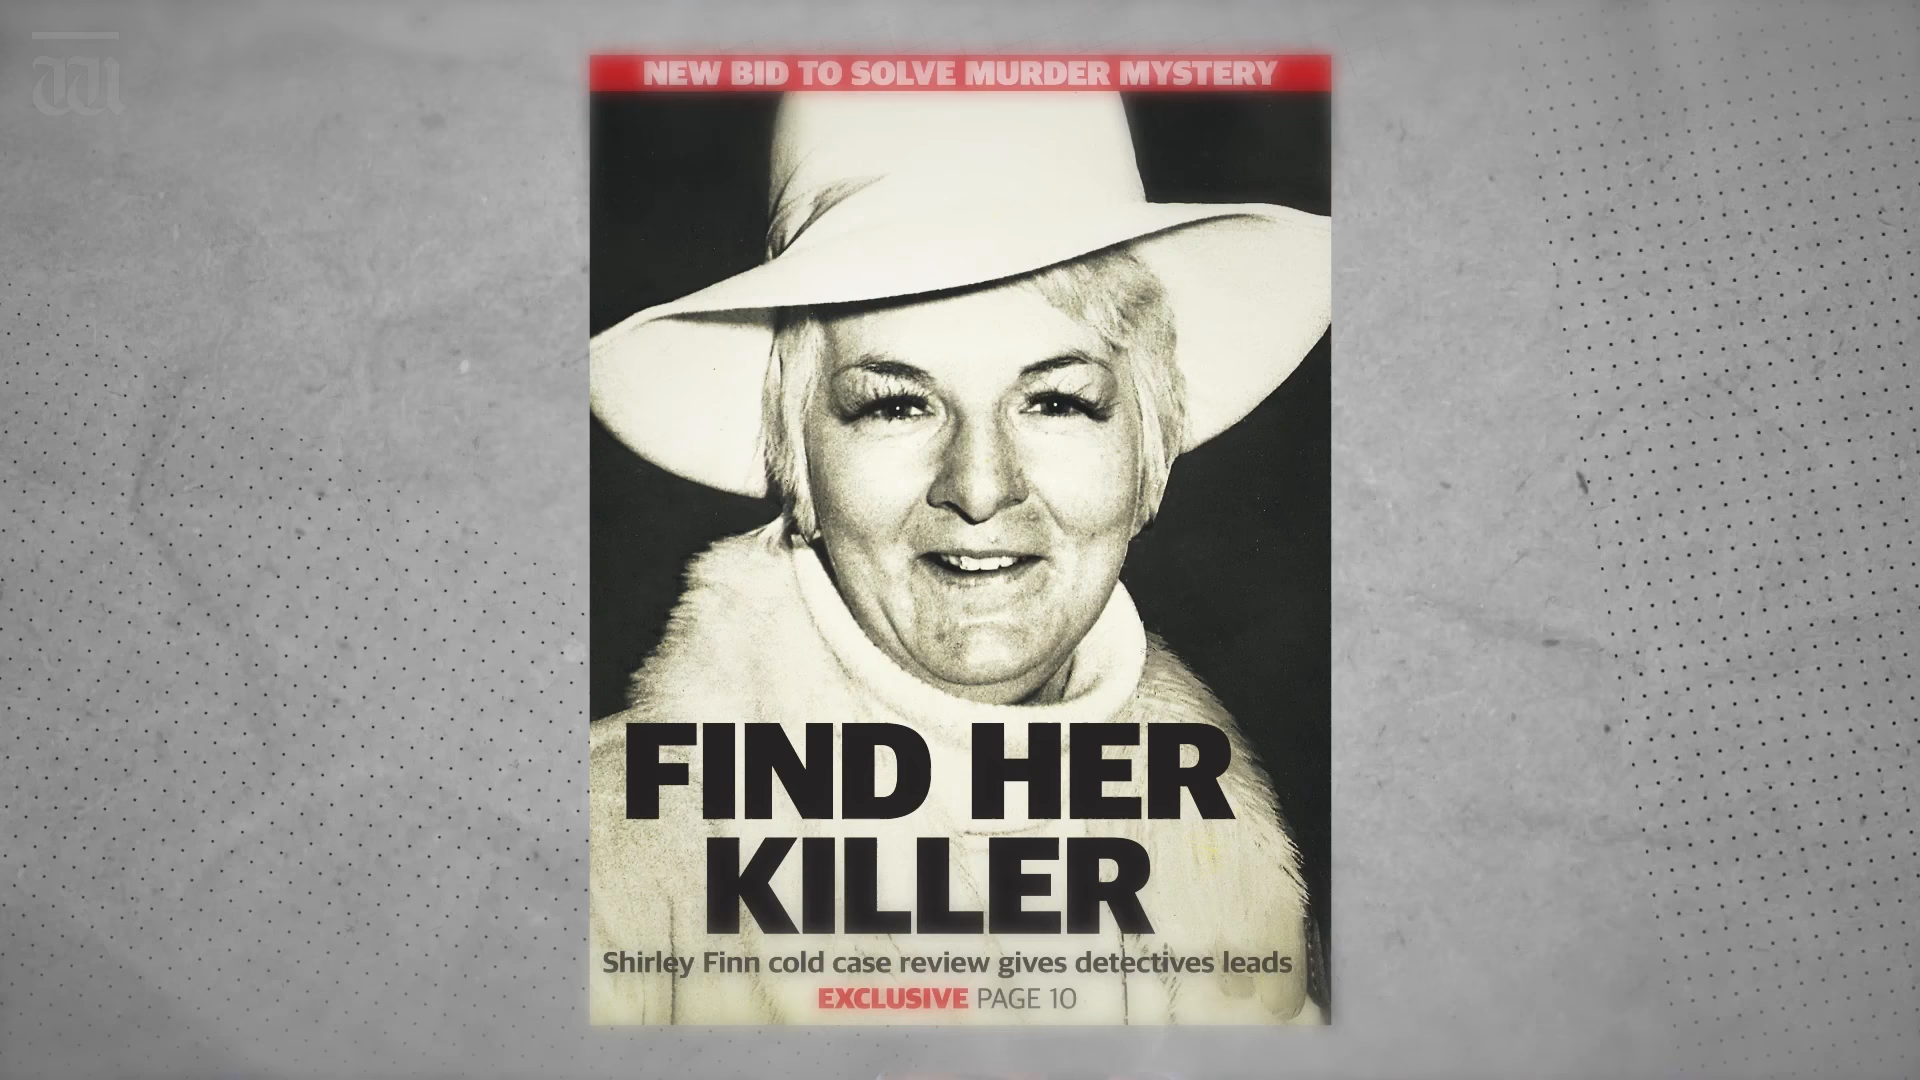 NEW BID TO SOLVE MURDER MYSTERY
FIND HER
KILLER
Shirley Finn cold case review gives detectives leads
EXCLUSIVE PAGE 10